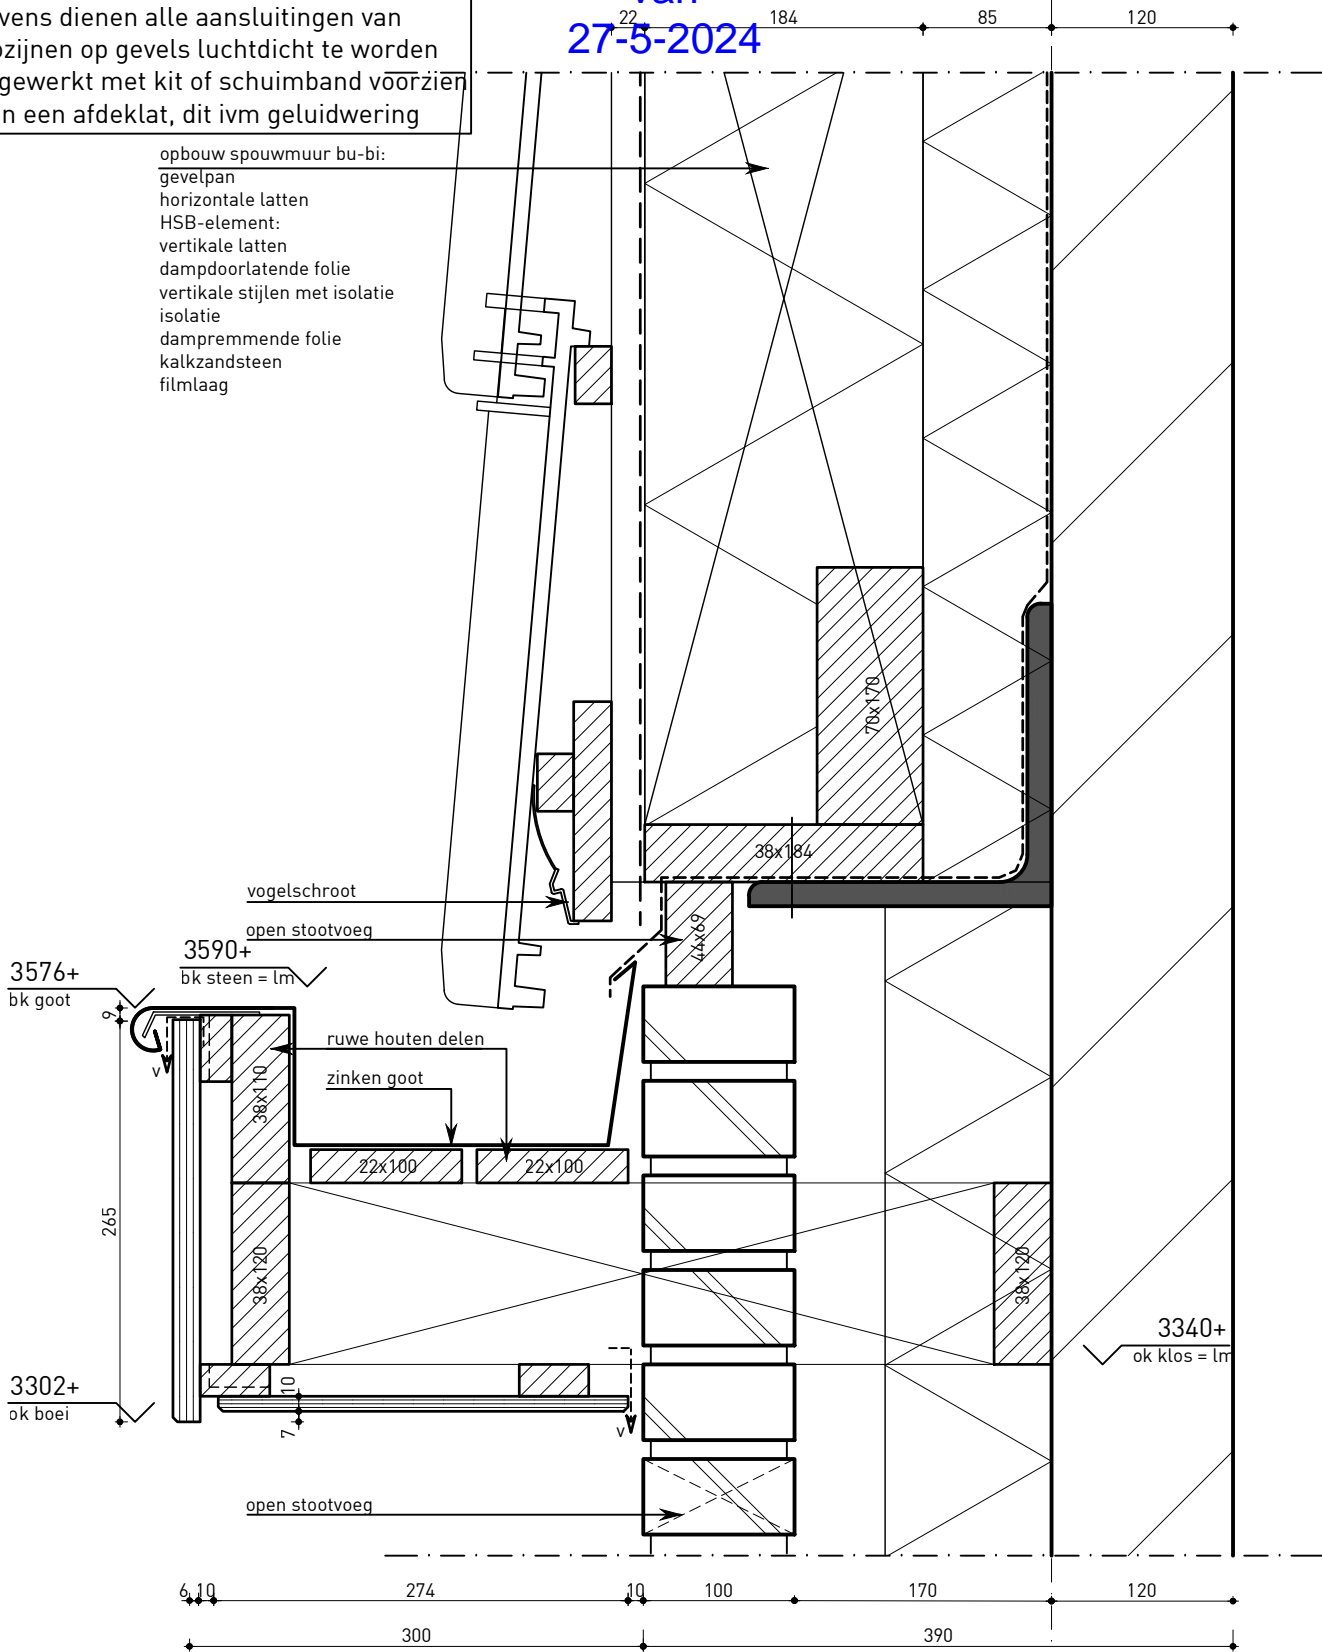 vens dienen alle aansluitingen van
ozijnen op gevels luchtdicht te worden
gewerkt met kit of schuimband voorzien
n een afdeklat, dit ivm geluidwering
van
27-5-2024
22
184
85
120
opbouw spouwmuur bu-bi:
gevelpan
horizontale latten
HSB-element:
vertikale latten
dampdoorlatende folie
vertikale stijlen met isolatie
isolatie
dampremmende folie
kalkzandsteen
filmlaag
70x170
38x184
44x69
vogelschroot
open stootvoeg
3590+
bk steen = lm
3576+
bk goot
9
v
38x110
ruwe houten delen
zinken goot
22x100
22x100
265
38x120
38x120
3340+
ok klos = lm
3302+
ok boei
10
7
v
open stootvoeg
6
10
274
10
100
170
120
300
390